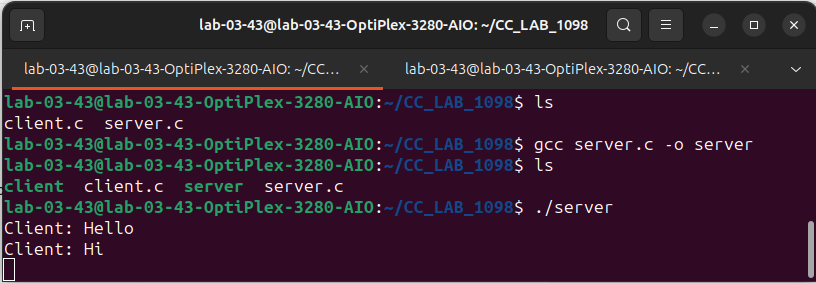 lab-03-43@lab-03-43-OptiPlex-3280-AIO: ~/CC_LAB_1098
lab-03-43@lab-03-43-OptiPlex-3280-AIO: ~/CC… × lab-03-43@lab-03-43-OptiPlex-3280-AIO: ~/CC… ×
lab-03-43@lab-03-43-OptiPlex-3280-AIO:~/CC_LAB_1098$ ls
client.c  server.c
lab-03-43@lab-03-43-OptiPlex-3280-AIO:~/CC_LAB_1098$ gcc server.c -o server
lab-03-43@lab-03-43-OptiPlex-3280-AIO:~/CC_LAB_1098$ ls
client  client.c  server  server.c
lab-03-43@lab-03-43-OptiPlex-3280-AIO:~/CC_LAB_1098$ ./server
Client: Hello
Client: Hi